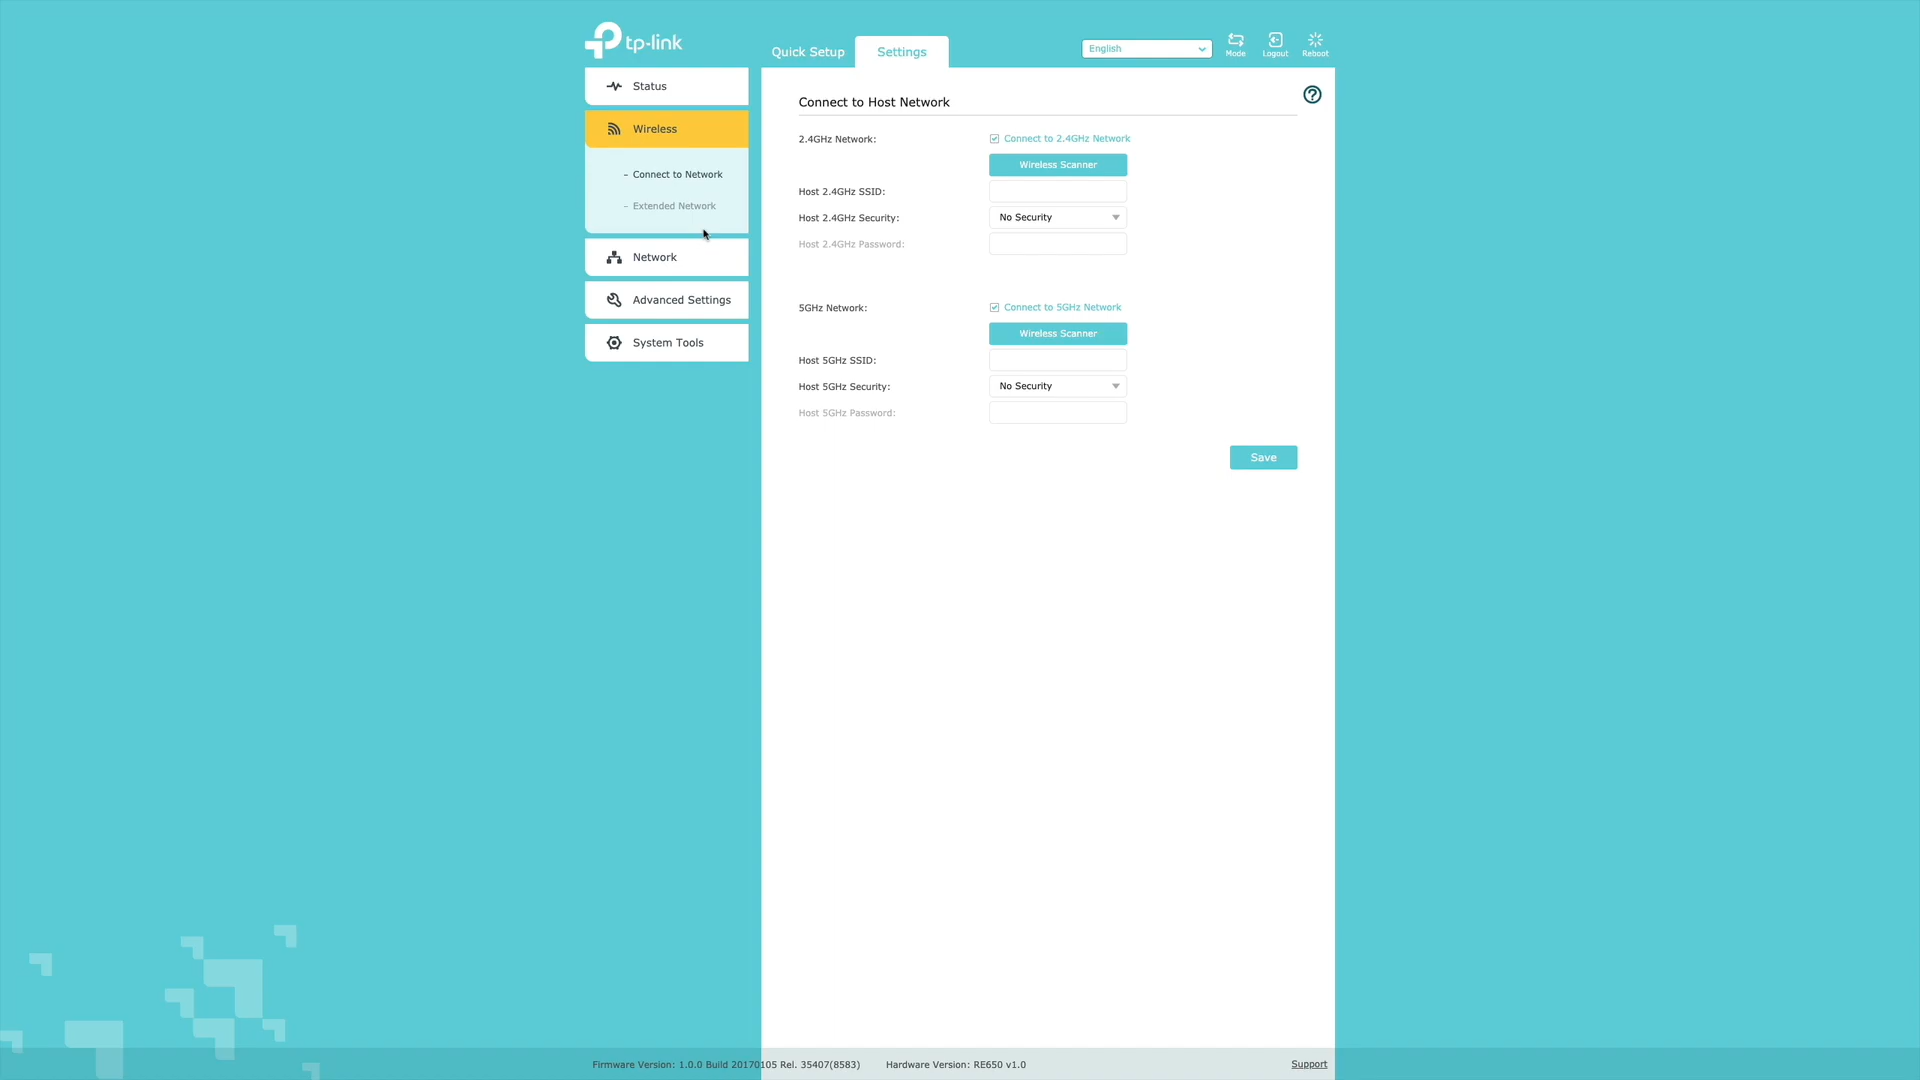 tp-link
Quick Setup
Settings
English
Mode
Logout
Reboot
Status
Wireless
- Connect to Network
- Extended Network
Network
Advanced Settings
System Tools
Connect to Host Network
?
2.4GHz Network:
Connect to 2.4GHz Network
Wireless Scanner
Host 2.4GHz SSID:
Host 2.4GHz Security:
No Security
Host 2.4GHz Password:
5GHz Network:
Connect to 5GHz Network
Wireless Scanner
Host 5GHz SSID:
Host 5GHz Security:
No Security
Host 5GHz Password:
Save
Firmware Version: 1.0.0 Build 20170105 Rel. 35407(8583)
Hardware Version: RE650 v1.0
Support